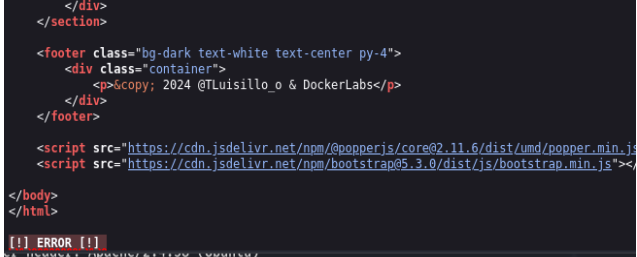 </div>
</section>
<footer class="bg-dark text-white text-center py-4">
<div class="container">
<p>&copy; 2024 @TLuisillo_o & DockerLabs</p>
</div>
</footer>
<script src="https://cdn.jsdelivr.net/npm/@popperjs/core@2.11.6/dist/umd/popper.min.js
<script src="https://cdn.jsdelivr.net/npm/bootstrap@5.3.0/dist/js/bootstrap.min.js"></
</body>
</html>
[!] ERROR [!]